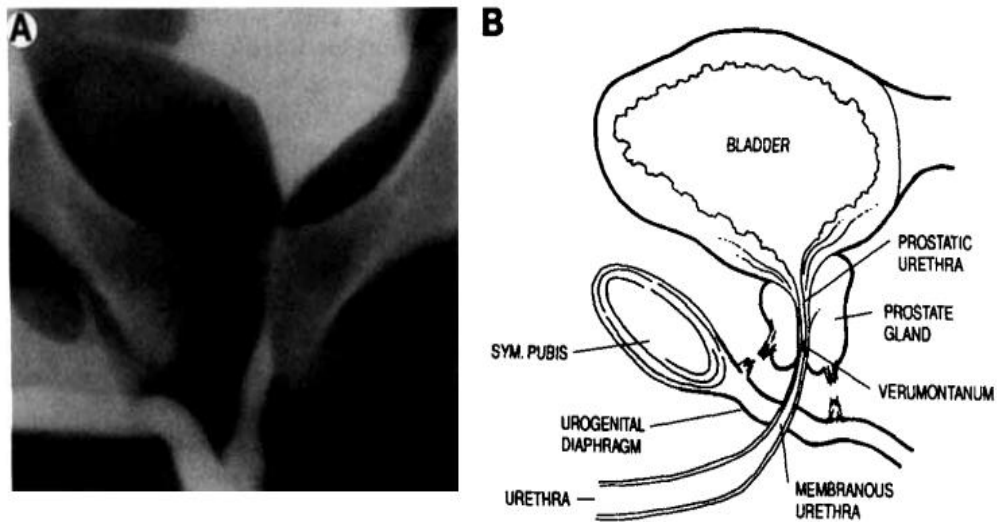 A
B
BLADDER
PROSTATIC
URETHRA
PROSTATE
GLAND
SYM. PUBIS
VERUMONTANUM
UROGENITAL
DIAPHRAGM
URETHRA
MEMBRANOUS
URETHRA